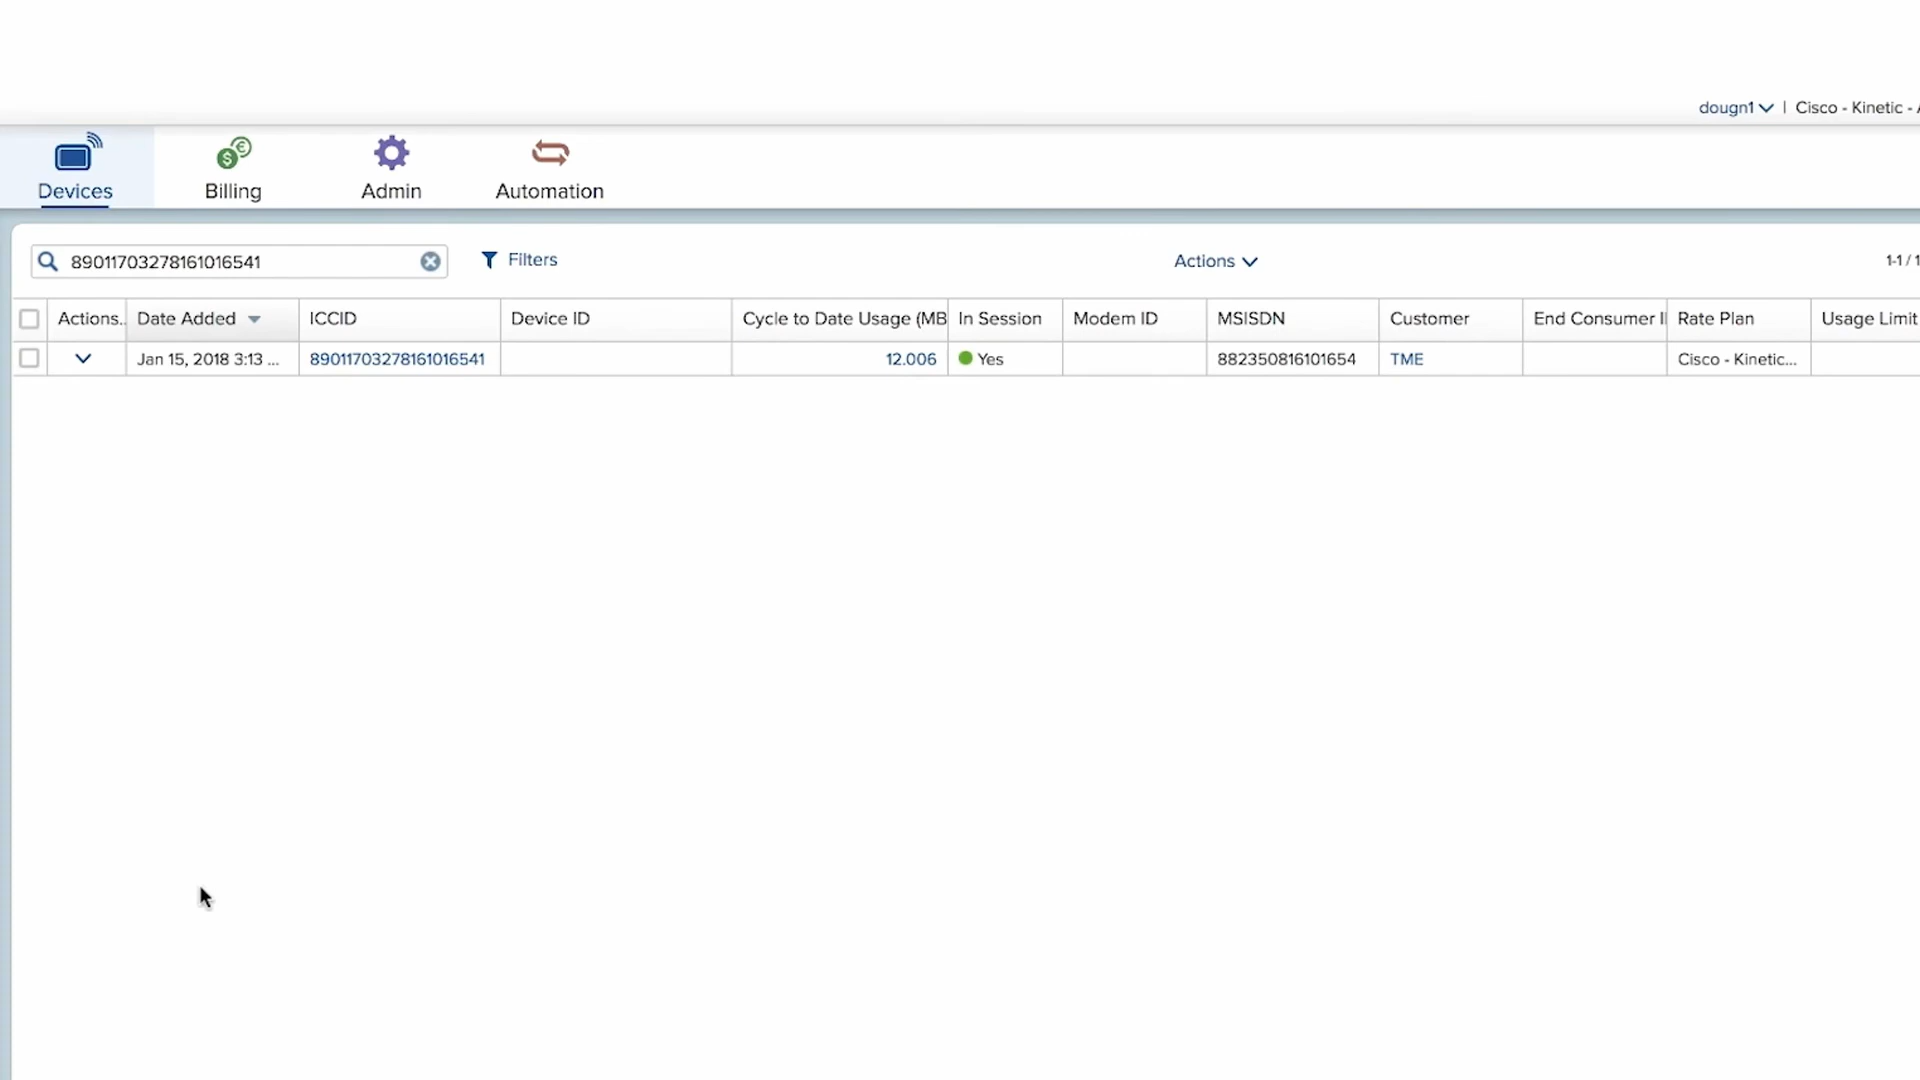 dougn1 | Cisco - Kinetic -
Devices Billing Admin Automation
89011703278161016541 Filters Actions 1-1 / 1
Actions.. Date Added ICCID Device ID Cycle to Date Usage (MB In Session Modem ID MSISDN Customer End Consumer Rate Plan Usage Limit
Jan 15, 2018 3:13 ... 89011703278161016541 12.006 Yes 882350816101654 TME Cisco - Kinetic...